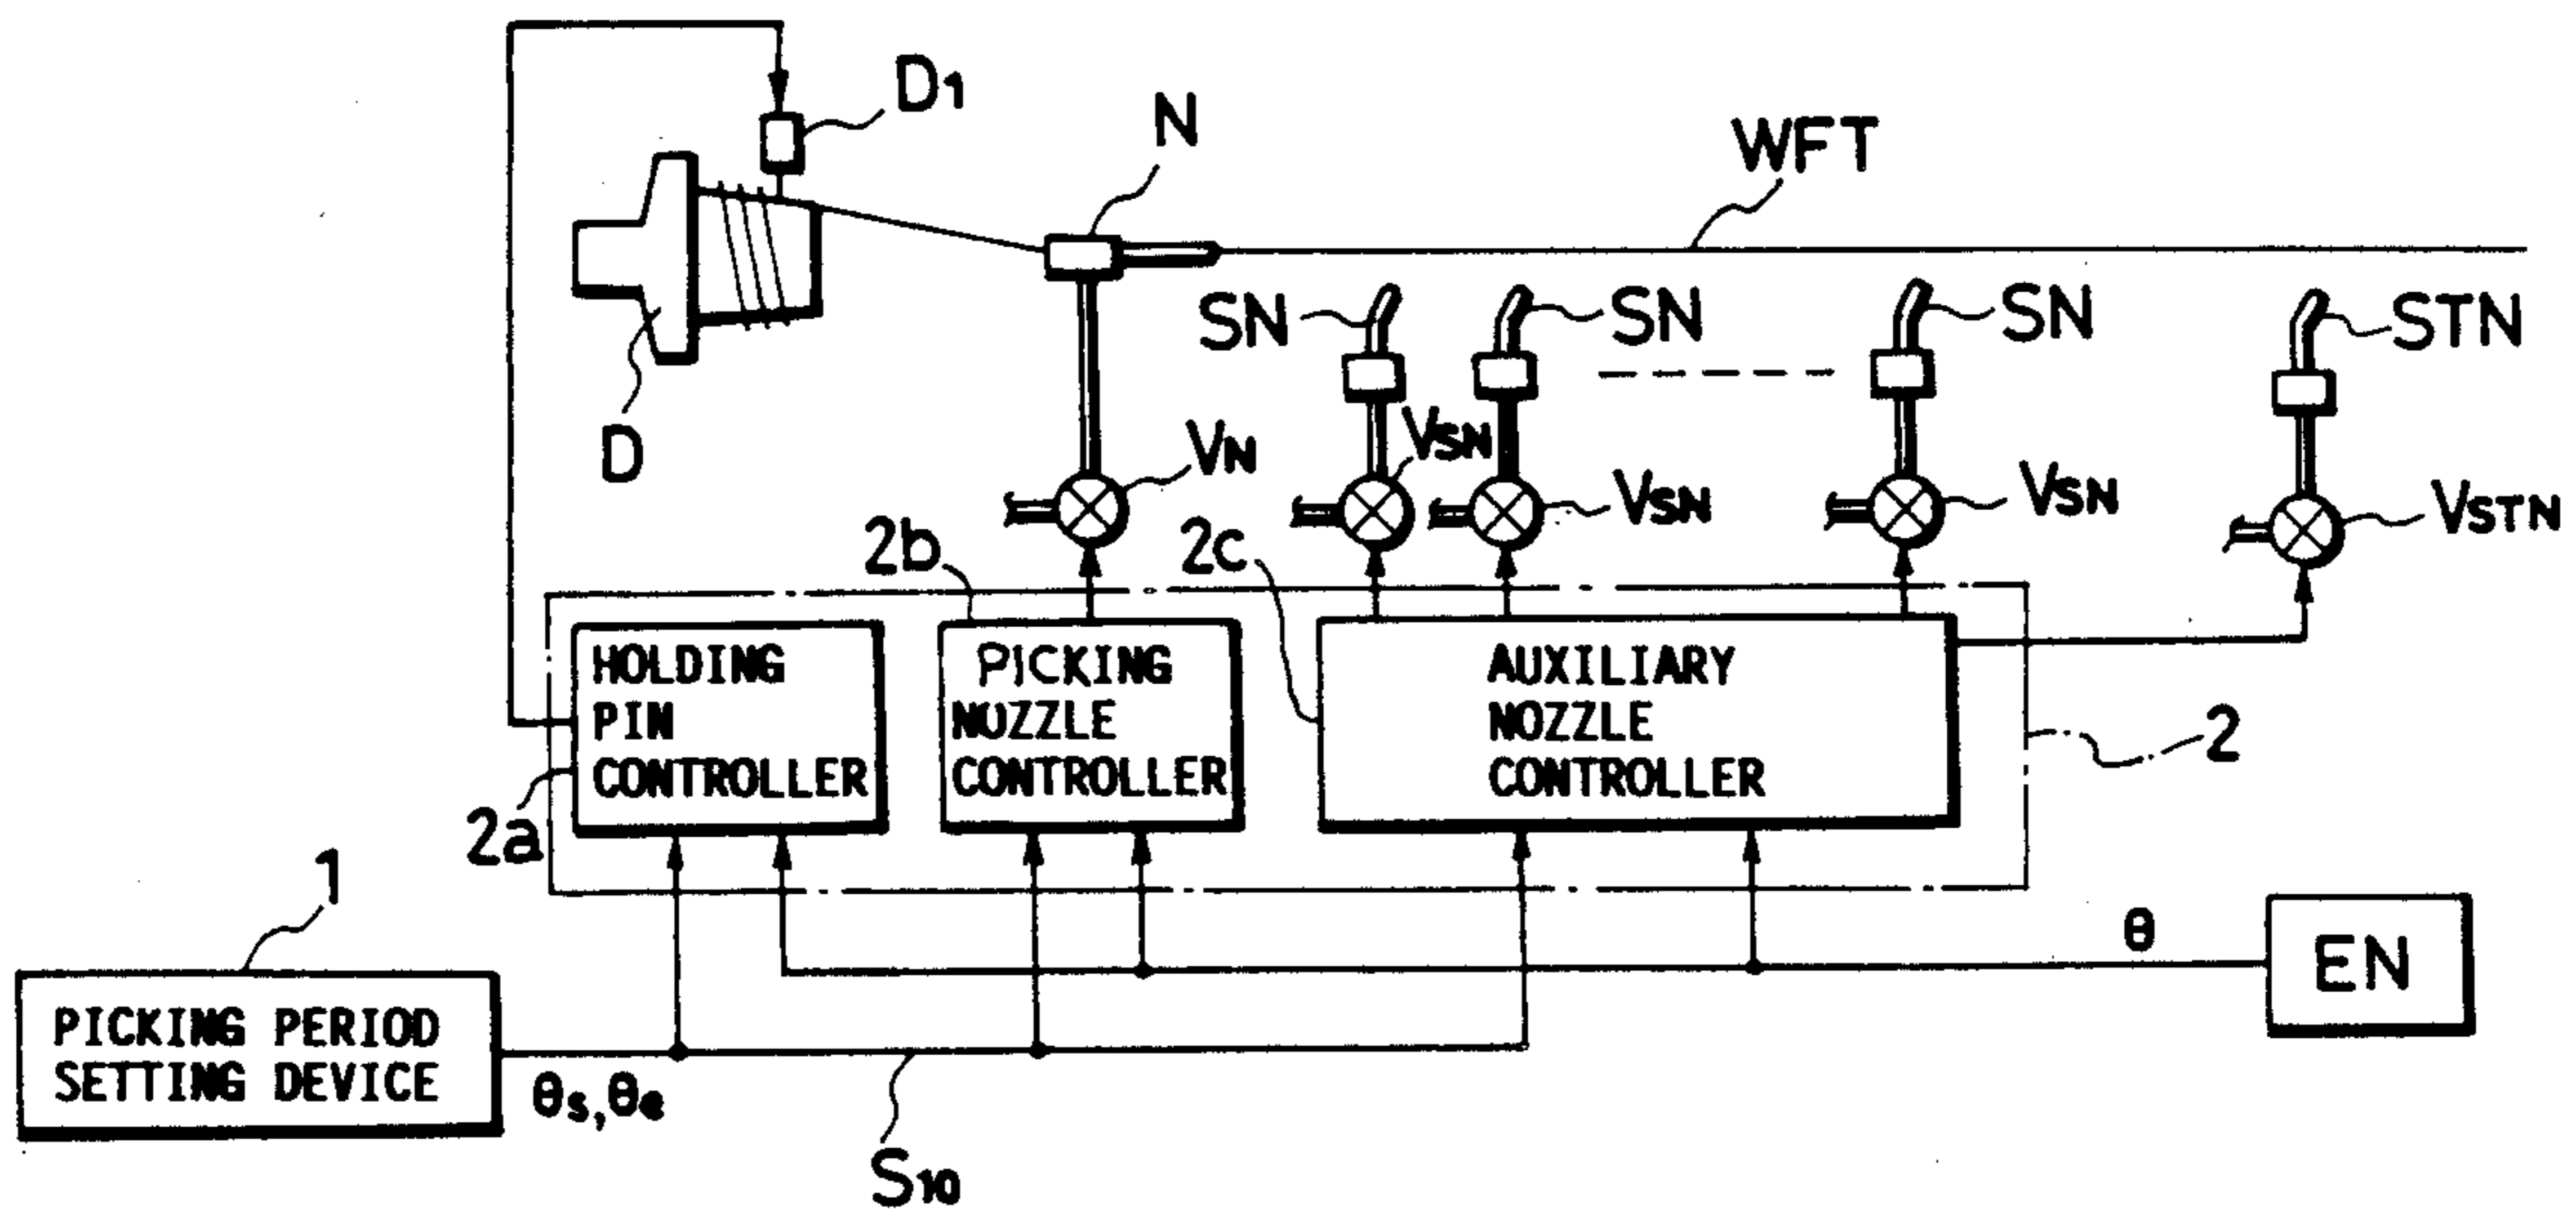 D1
N
WFT
SN
SN
SN
STN
D
VN
VSN
VSN
VSN
VSTN
2b
2c
HOLDING
PIN
CONTROLLER
PICKING
NOZZLE
CONTROLLER
AUXILIARY
NOZZLE
CONTROLLER
2
2a
1
θ
EN
PICKING PERIOD
SETTING DEVICE
θs,θe
S10